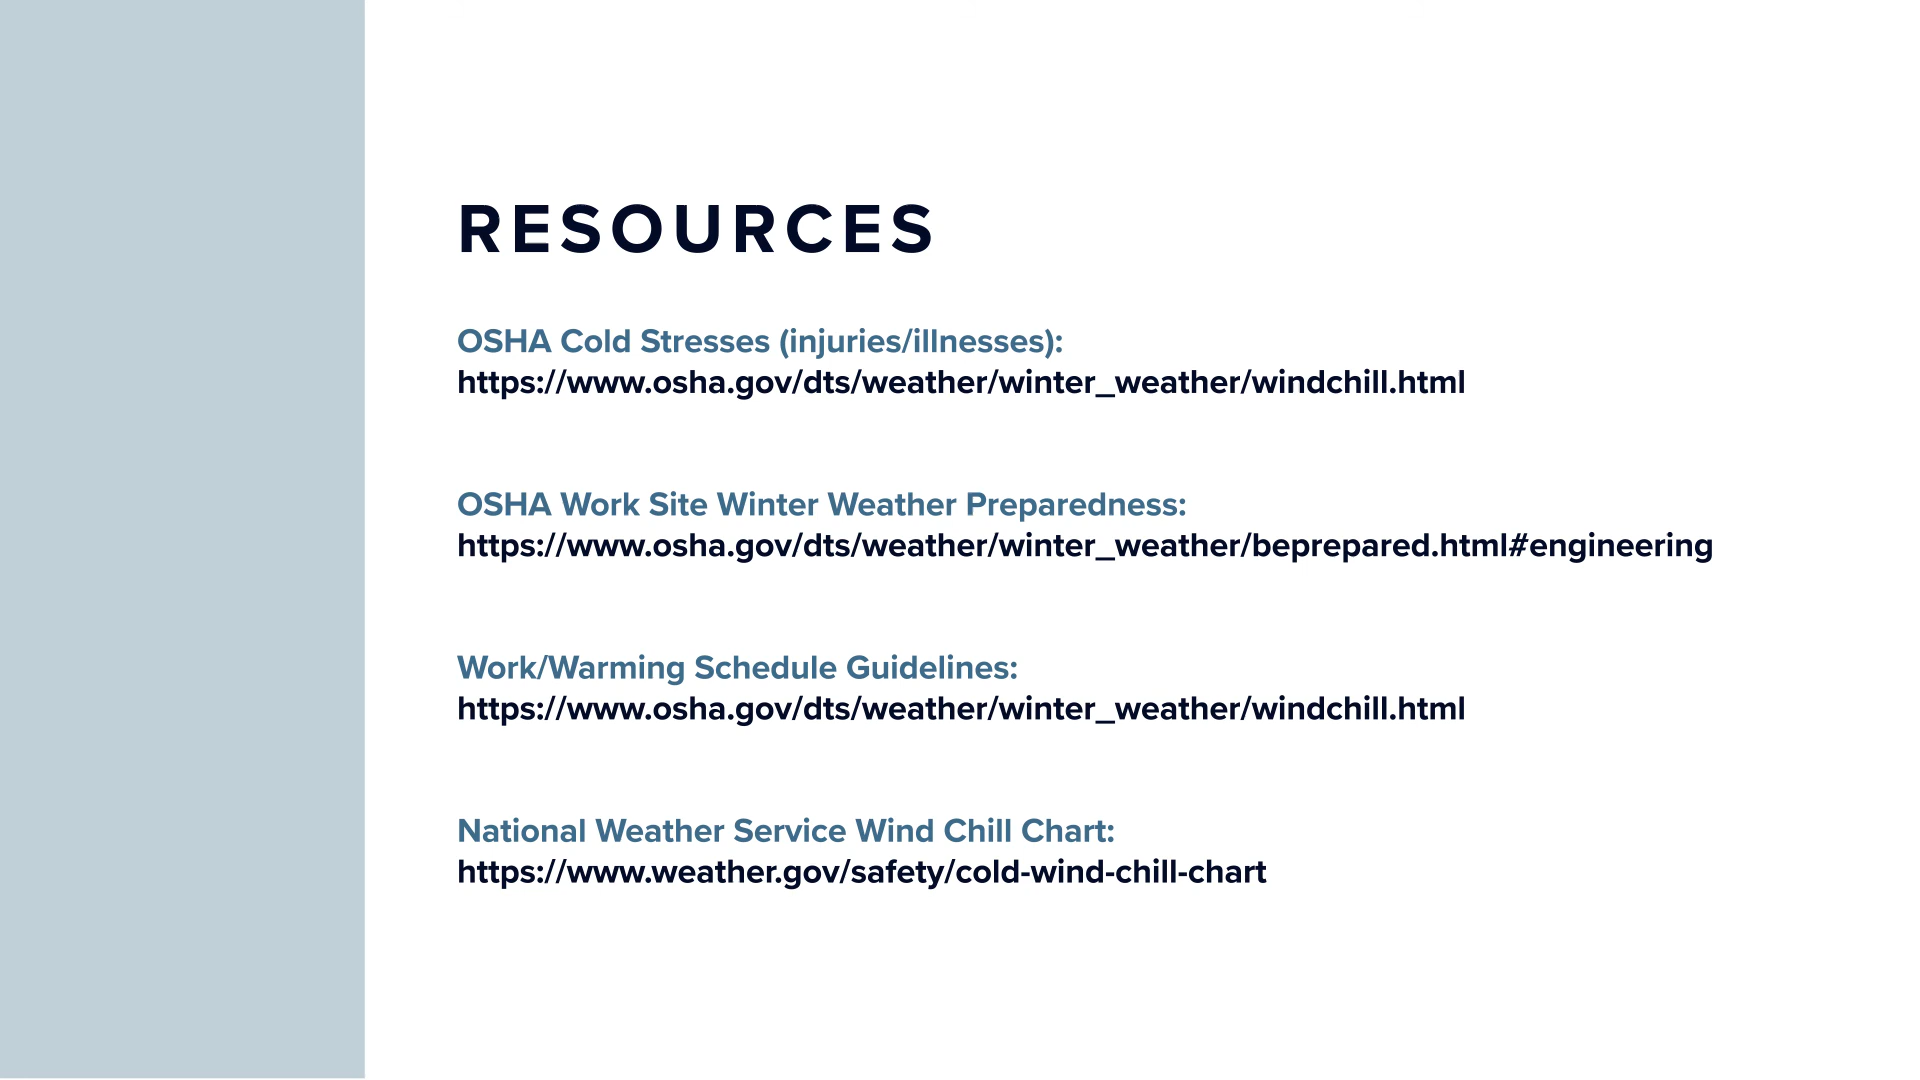 RESOURCES
OSHA Cold Stresses (injuries/illnesses):
https://www.osha.gov/dts/weather/winter_weather/windchill.html
OSHA Work Site Winter Weather Preparedness:
https://www.osha.gov/dts/weather/winter_weather/beprepared.html#engineering
Work/Warming Schedule Guidelines:
https://www.osha.gov/dts/weather/winter_weather/windchill.html
National Weather Service Wind Chill Chart:
https://www.weather.gov/safety/cold-wind-chill-chart